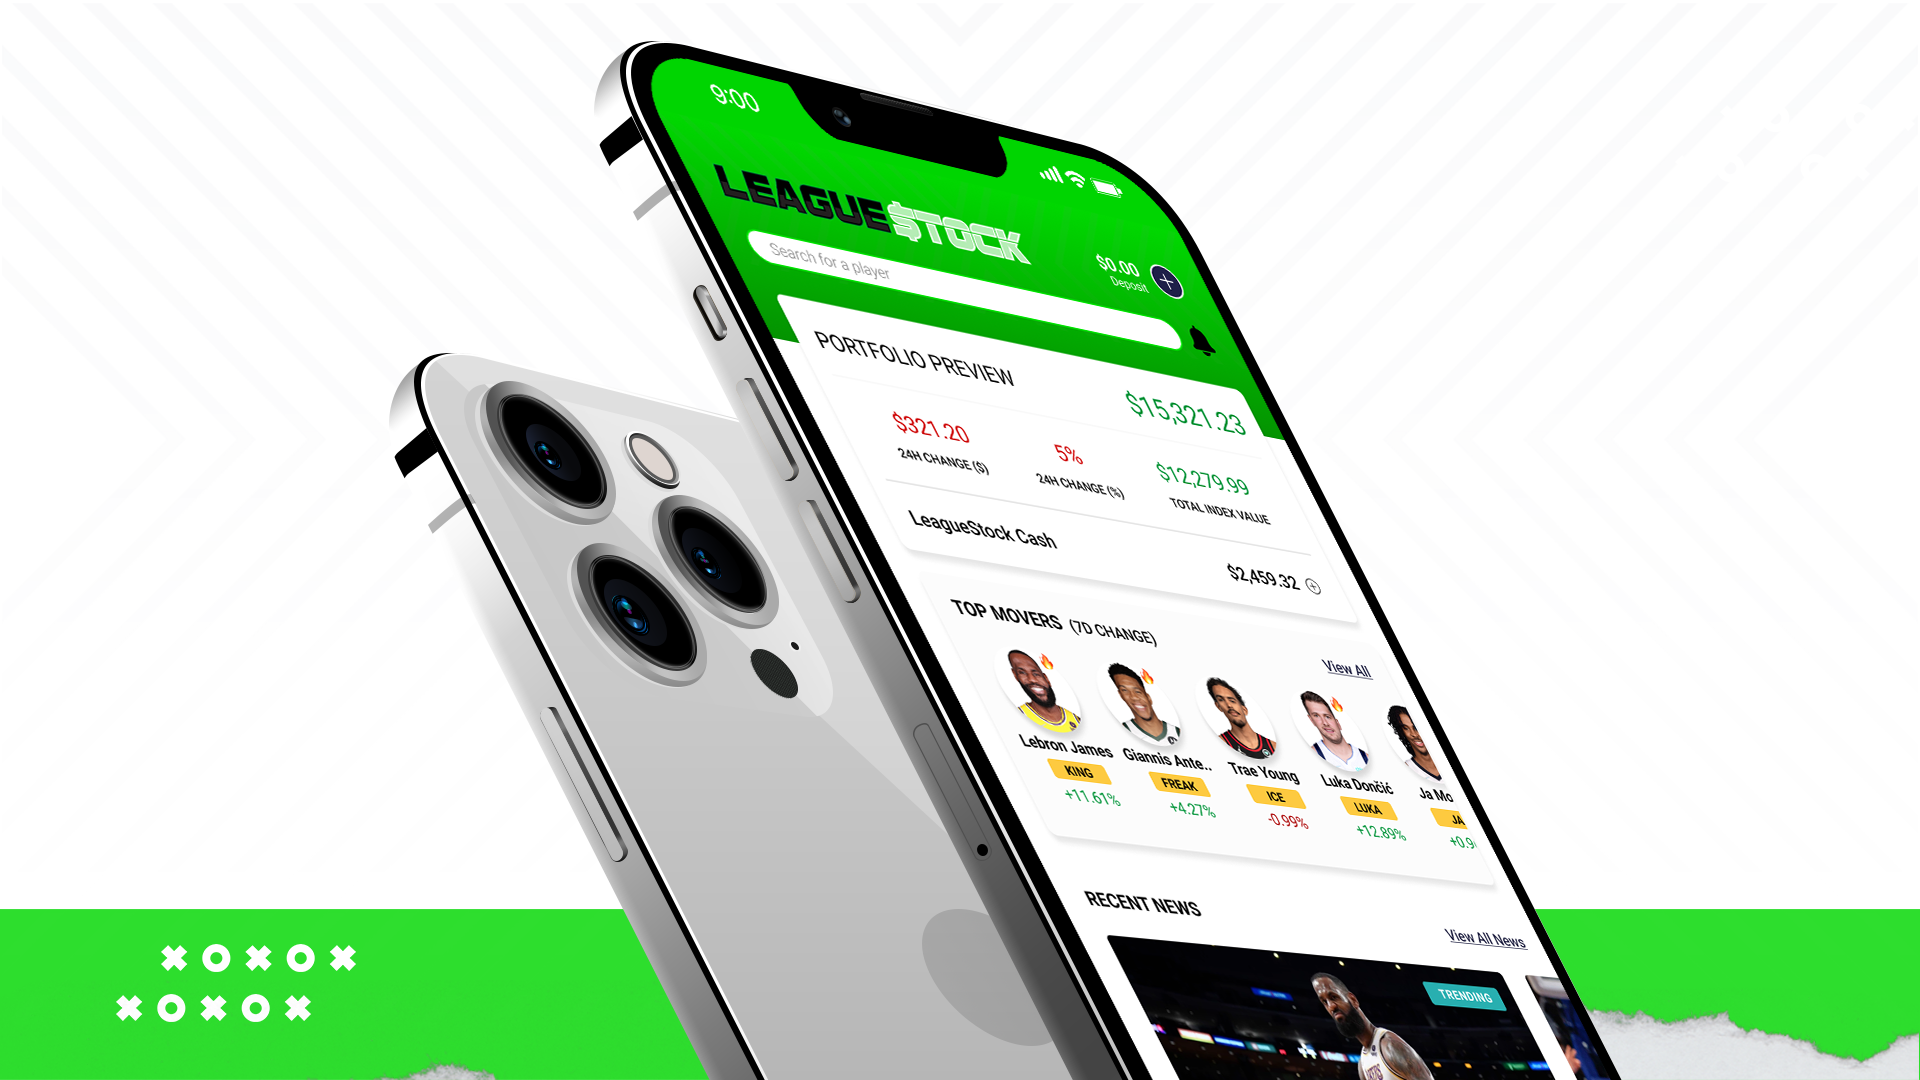 9:00
LEAGUE$TOCK
$0.00
Deposit
Search for a player
PORTFOLIO PREVIEW
$15,321.23
$321.20
24H CHANGE ($)
5%
24H CHANGE (%)
$12,279.99
TOTAL INDEX VALUE
LeagueStock Cash
$2,459.32
TOP MOVERS (7D CHANGE)
View All
Lebron James
KING
+11.61%
Giannis Ante..
FREAK
+4.27%
Trae Young
ICE
-0.99%
Luka Dončić
LUKA
+12.89%
Ja Mo
JA
+0.9
RECENT NEWS
View All News
TRENDING